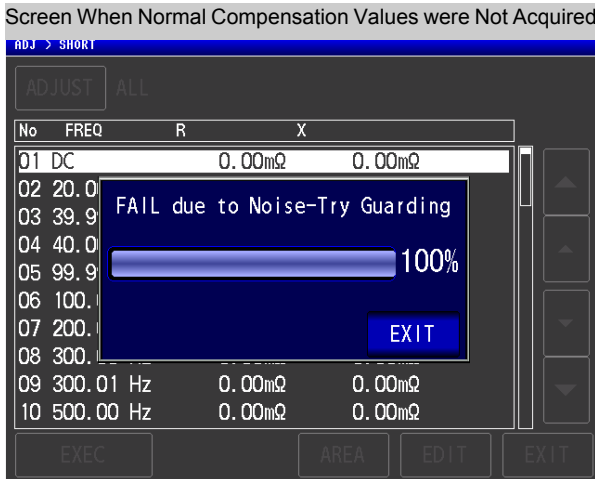 Screen When Normal Compensation Values were Not Acquired
ADJ > SHORT
ADJUST ALL
No FREQ R X
01 DC 0.00mΩ 0.00mΩ
02 20.0
03 39.9
04 40.0
05 99.9
06 100.
07 200.
08 300.
FAIL due to Noise-Try Guarding
100%
EXIT
09 300.01 Hz 0.00mΩ 0.00mΩ
10 500.00 Hz 0.00mΩ 0.00mΩ
EXEC AREA EDIT EXIT